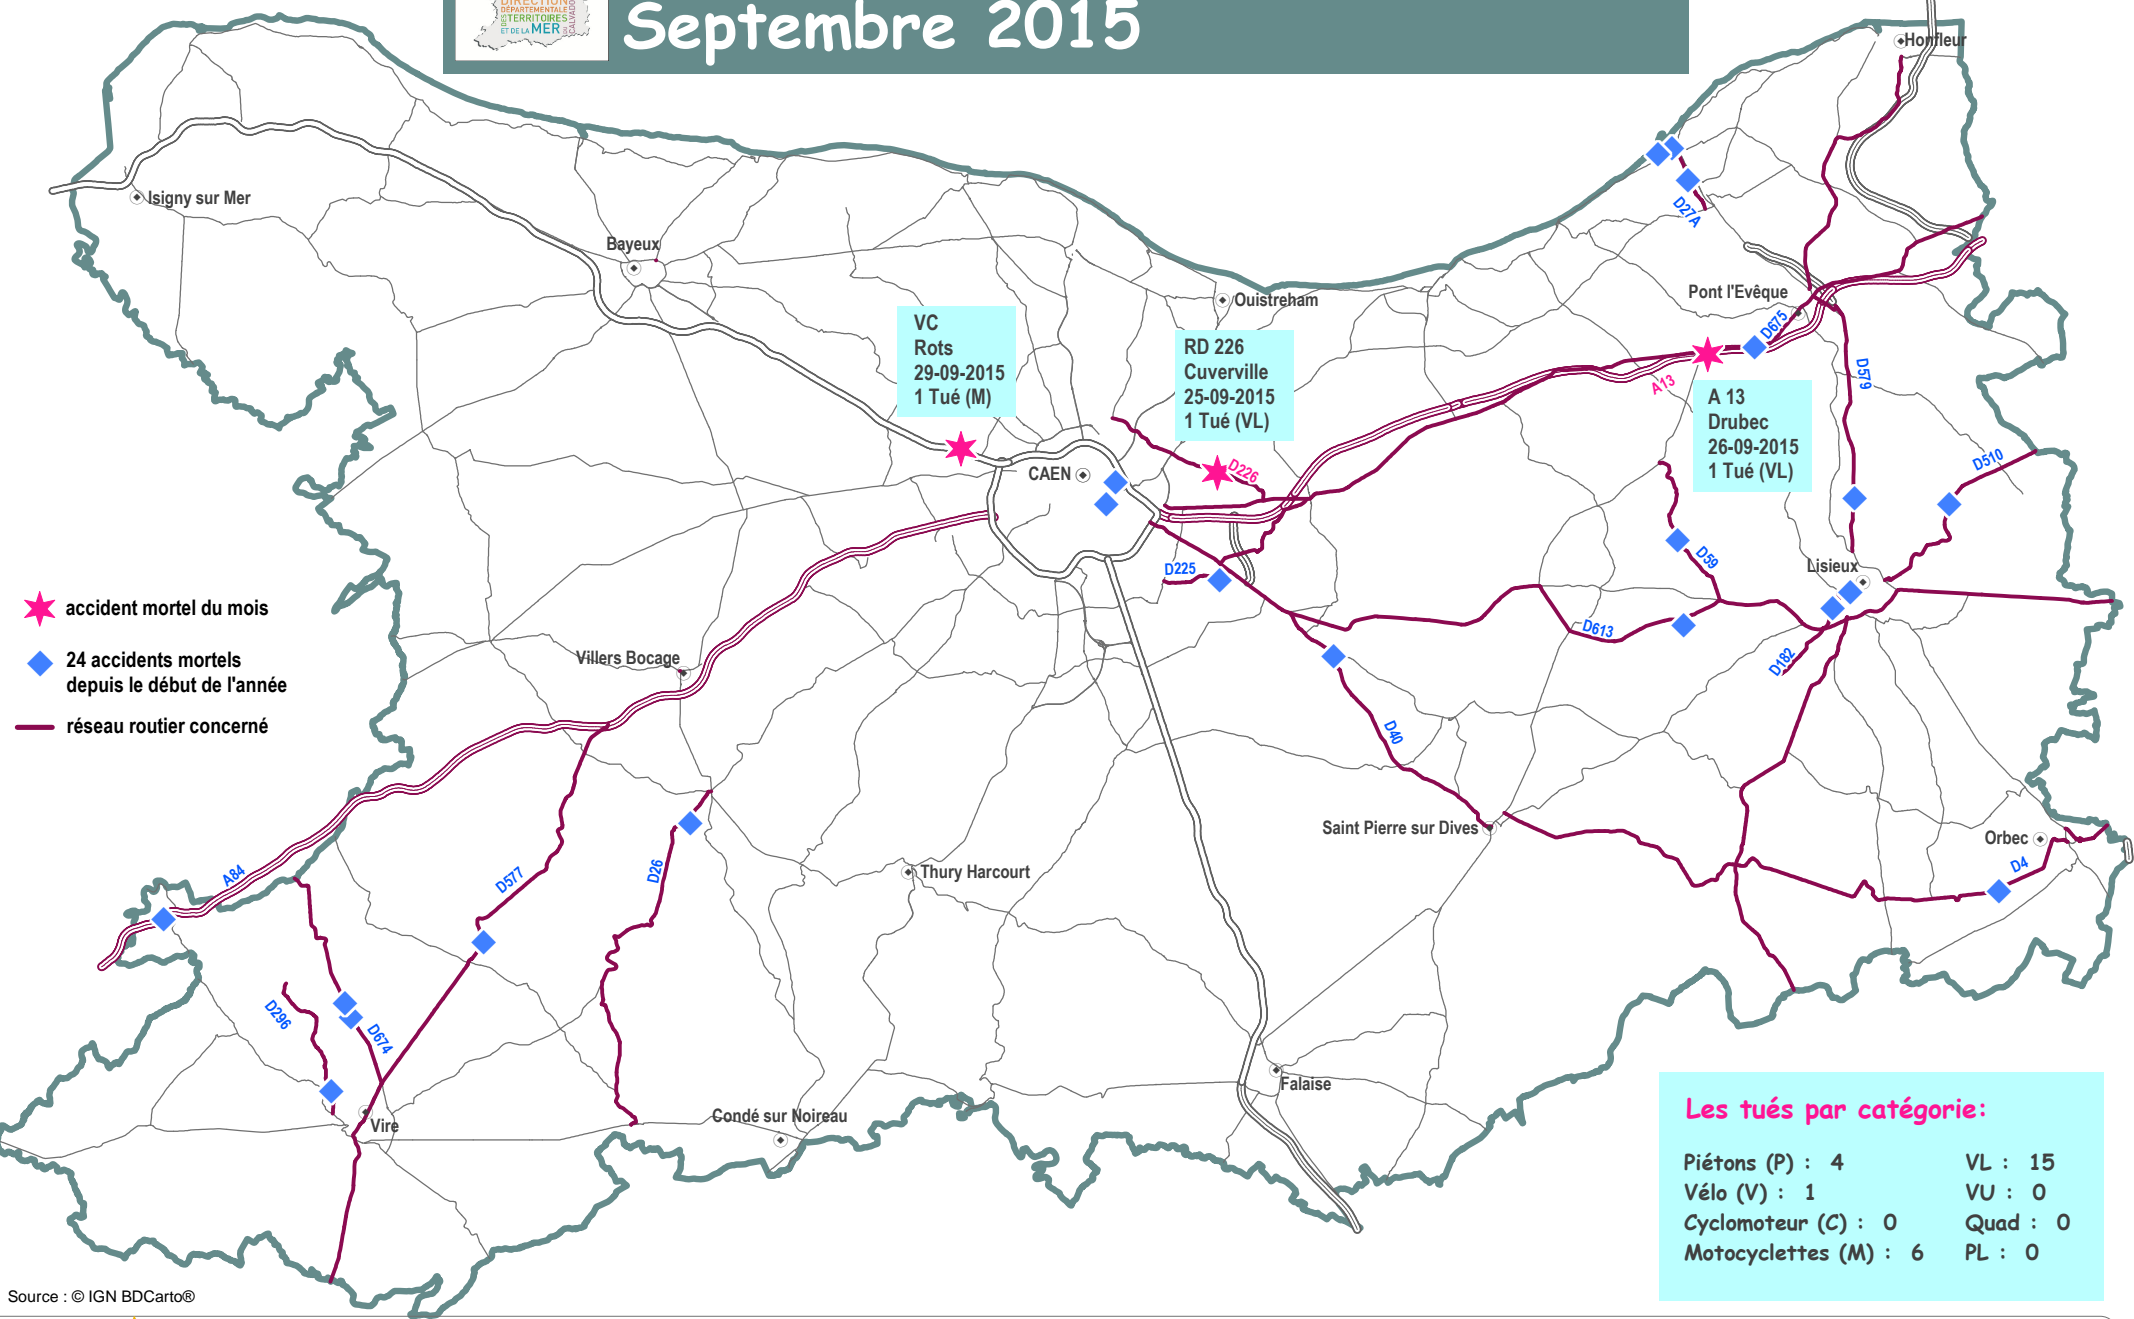 DIRECTION
DÉPARTEMENTALE
DES TERRITOIRES
ET DE LA MER
CALVADOS
Septembre 2015
Honfleur
Isigny sur Mer
D27A
Bayeux
Ouistreham
Pont l'Evêque
D675
VC
Rots
29-09-2015
1 Tué (M)
RD 226
Cuverville
25-09-2015
1 Tué (VL)
A13
D579
A 13
Drubec
26-09-2015
1 Tué (VL)
CAEN
D226
D510
D225
D59
Lisieux
accident mortel du mois
24 accidents mortels
depuis le début de l'année
réseau routier concerné
D613
D182
Villers Bocage
D40
Saint Pierre sur Dives
Orbec
D4
A84
D577
D26
Thury Harcourt
D296
D674
Falaise
Vire
Condé sur Noireau
Les tués par catégorie:
Piétons (P) : 4 VL : 15
Vélo (V) : 1 VU : 0
Cyclomoteur (C) : 0 Quad : 0
Motocyclettes (M) : 6 PL : 0
Source : © IGN BDCarto®